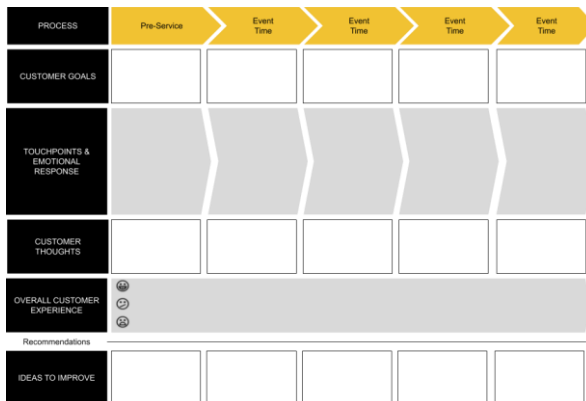 PROCESS
Pre-Service
Event
Time
Event
Time
Event
Time
Event
Time
CUSTOMER GOALS
TOUCHPOINTS &
EMOTIONAL
RESPONSE
CUSTOMER
THOUGHTS
OVERALL CUSTOMER
EXPERIENCE
Recommendations
IDEAS TO IMPROVE